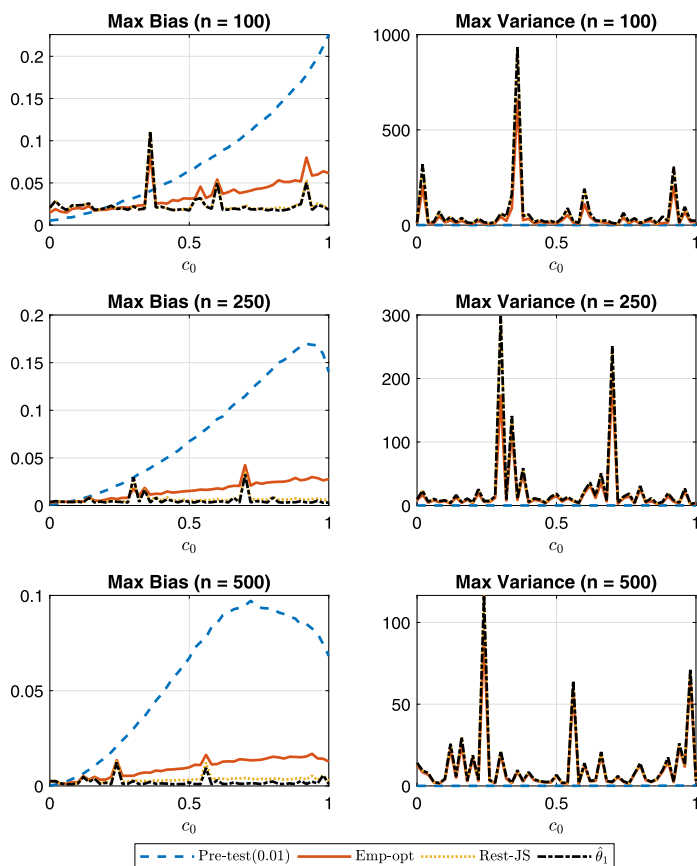 Max Bias (n = 100)
0.2
0.15
0.1
0.05
0
0 0.5 1
c₀
Max Variance (n = 100)
1000
500
0
0 0.5 1
c₀
Max Bias (n = 250)
0.2
0.15
0.1
0.05
0
0 0.5 1
c₀
Max Variance (n = 250)
300
200
100
0
0 0.5 1
c₀
Max Bias (n = 500)
0.1
0.05
0
0 0.5 1
c₀
Max Variance (n = 500)
100
50
0
0 0.5 1
c₀
Pre-test(0.01) Emp-opt Rest-JS θ̂₁